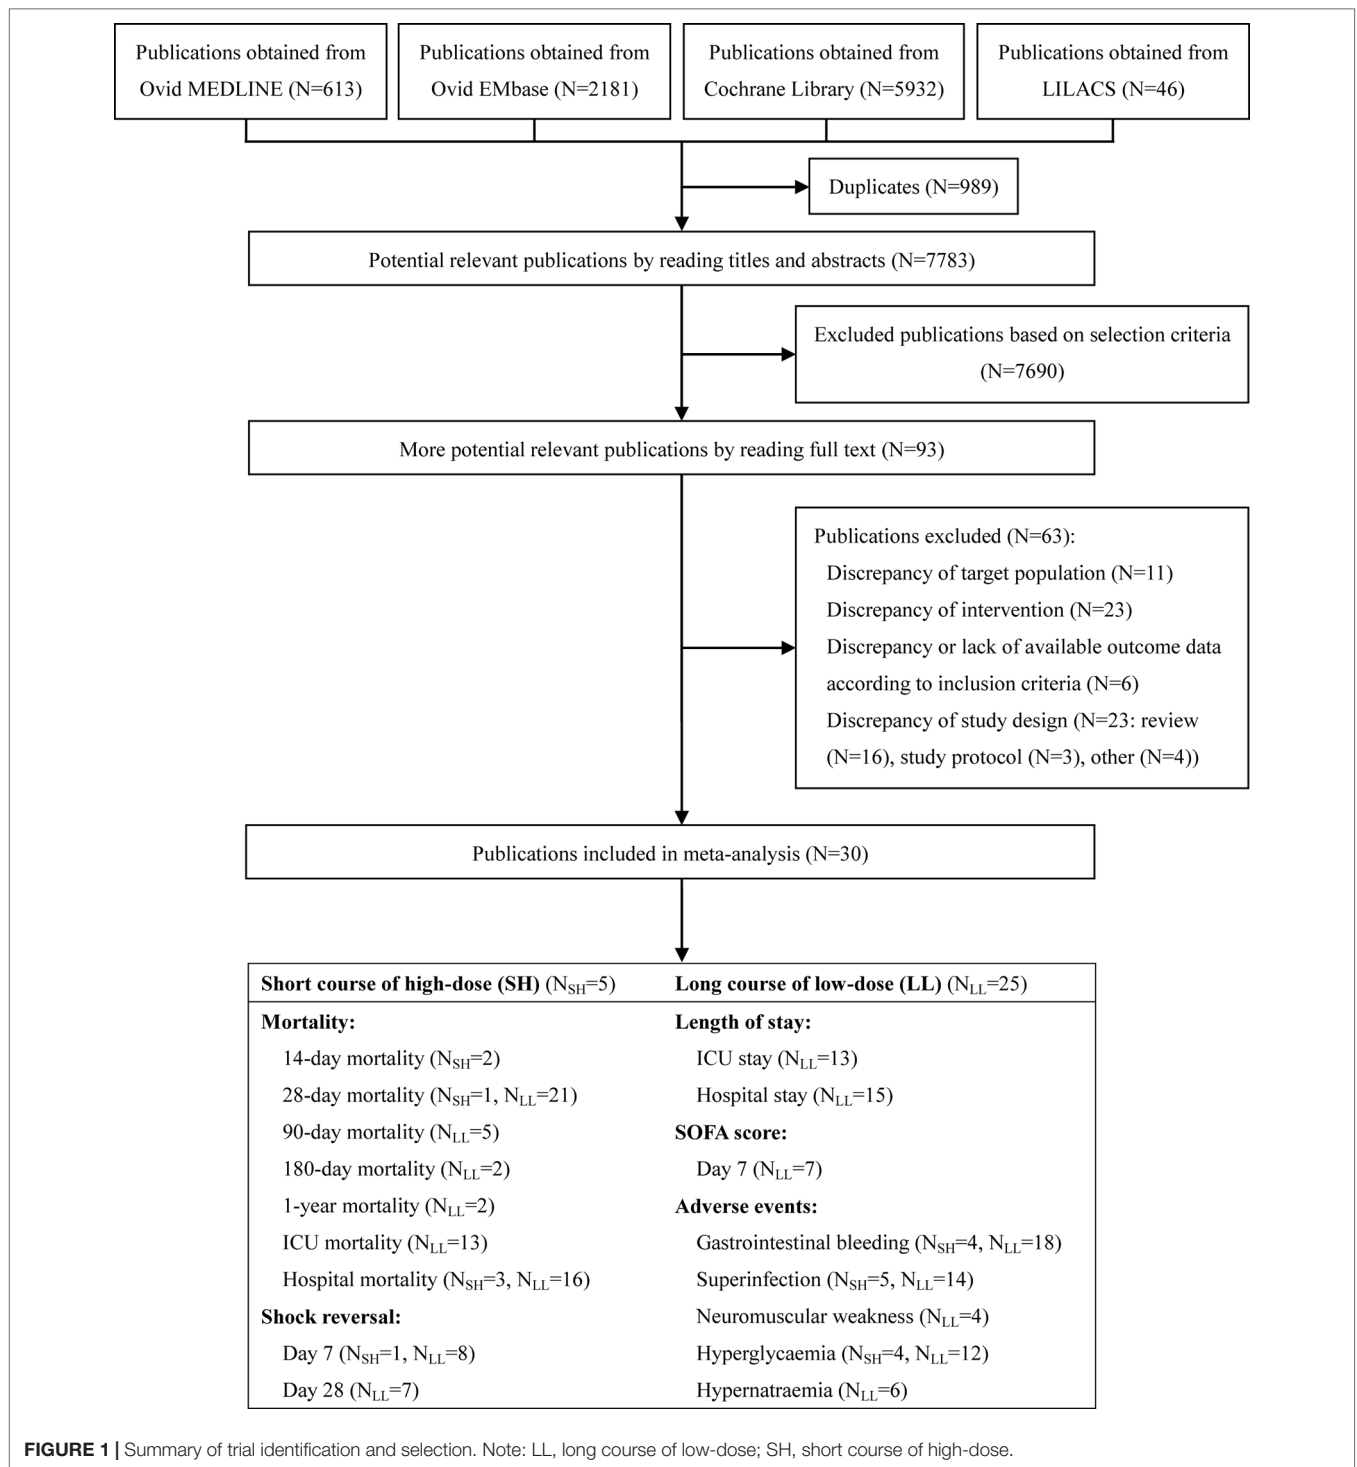 Publications obtained from
Ovid MEDLINE (N=613)
Publications obtained from
Ovid EMbase (N=2181)
Publications obtained from
Cochrane Library (N=5932)
Publications obtained from
LILACS (N=46)
Duplicates (N=989)
Potential relevant publications by reading titles and abstracts (N=7783)
Excluded publications based on selection criteria
(N=7690)
More potential relevant publications by reading full text (N=93)
Publications excluded (N=63):
Discrepancy of target population (N=11)
Discrepancy of intervention (N=23)
Discrepancy or lack of available outcome data
according to inclusion criteria (N=6)
Discrepancy of study design (N=23: review
(N=16), study protocol (N=3), other (N=4))
Publications included in meta-analysis (N=30)
Short course of high-dose (SH) (NSH=5)
Mortality:
14-day mortality (NSH=2)
28-day mortality (NSH=1, NLL=21)
90-day mortality (NLL=5)
180-day mortality (NLL=2)
1-year mortality (NLL=2)
ICU mortality (NLL=13)
Hospital mortality (NSH=3, NLL=16)
Shock reversal:
Day 7 (NSH=1, NLL=8)
Day 28 (NLL=7)
Long course of low-dose (LL) (NLL=25)
Length of stay:
ICU stay (NLL=13)
Hospital stay (NLL=15)
SOFA score:
Day 7 (NLL=7)
Adverse events:
Gastrointestinal bleeding (NSH=4, NLL=18)
Superinfection (NSH=5, NLL=14)
Neuromuscular weakness (NLL=4)
Hyperglycaemia (NSH=4, NLL=12)
Hypernatraemia (NLL=6)
FIGURE 1 | Summary of trial identification and selection. Note: LL, long course of low-dose; SH, short course of high-dose.